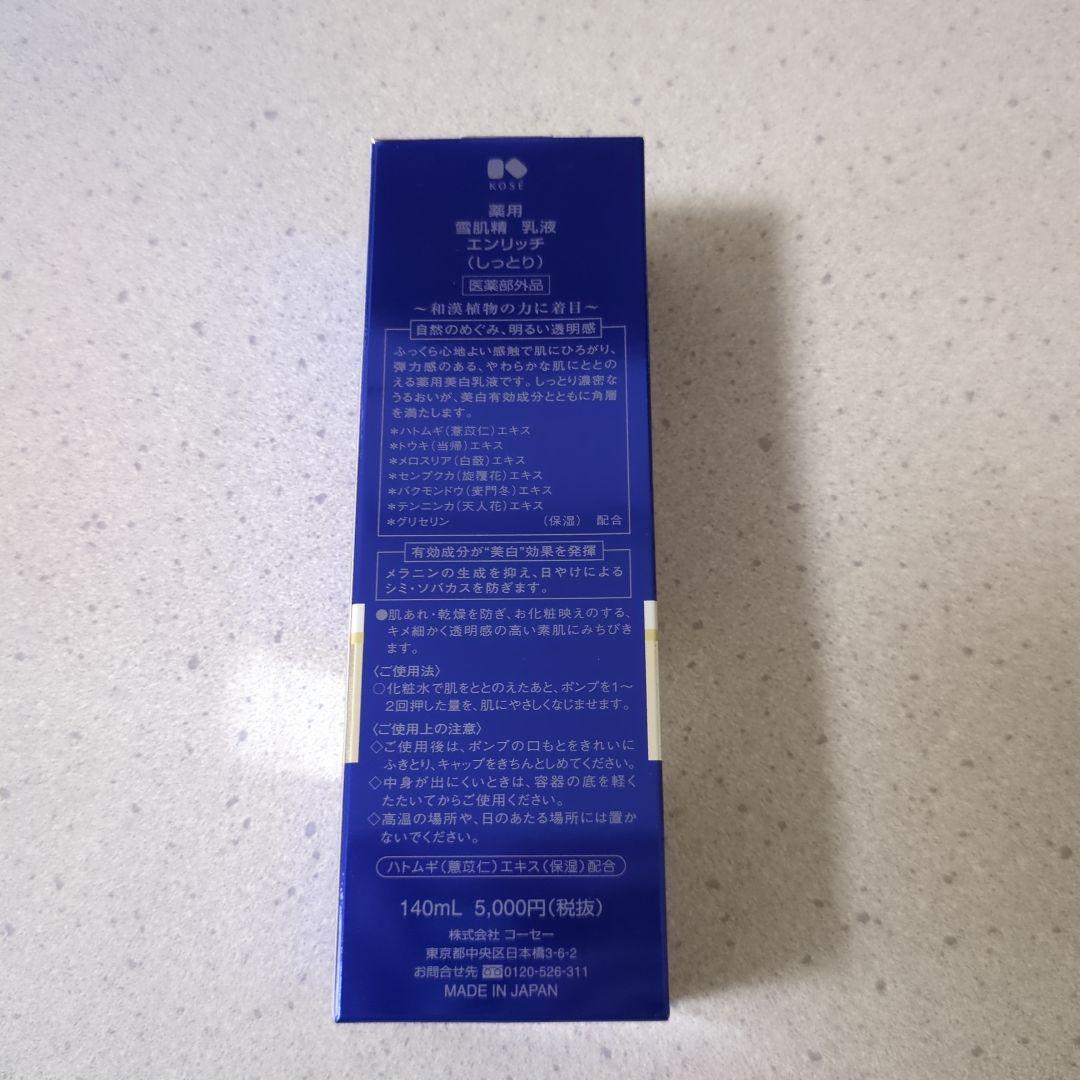 KOSÉ
薬用
雪肌精 乳液
エンリッチ
(しっとり)
医薬部外品
～和漢植物の力に着目～
自然のめぐみ、明るい透明感
ふっくら心地よい感触で肌にひろがり、
弾力感のある、やわらかな肌にととの
える薬用美白乳液です。しっとり濃密な
うるおいが、美白有効成分とともに角層
を満たします。
*ハトムギ(薏苡仁)エキス
*トウキ(当帰)エキス
*メロスリア(白蘞)エキス
*センプクカ(旋覆花)エキス
*バクモンドウ(麦門冬)エキス
*テンニンカ(天人花)エキス
*グリセリン (保湿) 配合
有効成分が“美白”効果を発揮
メラニンの生成を抑え、日やけによる
シミ・ソバカスを防ぎます。
●肌あれ・乾燥を防ぎ、お化粧映えのする、
キメ細かく透明感の高い素肌にみちびき
ます。
〈ご使用法〉
○化粧水で肌をととのえたあと、ポンプを1～
2回押した量を、肌にやさしくなじませます。
〈ご使用上の注意〉
◇ご使用後は、ポンプの口もとをきれいに
ふきとり、キャップをきちんとしめてください。
◇中身が出にくいときは、容器の底を軽く
たたいてからご使用ください。
◇高温の場所や、日のあたる場所には置か
ないでください。
ハトムギ(薏苡仁)エキス(保湿)配合
140mL 5,000円(税抜)
株式会社 コーセー
東京都中央区日本橋3-6-2
お問合せ先 0120-526-311
MADE IN JAPAN